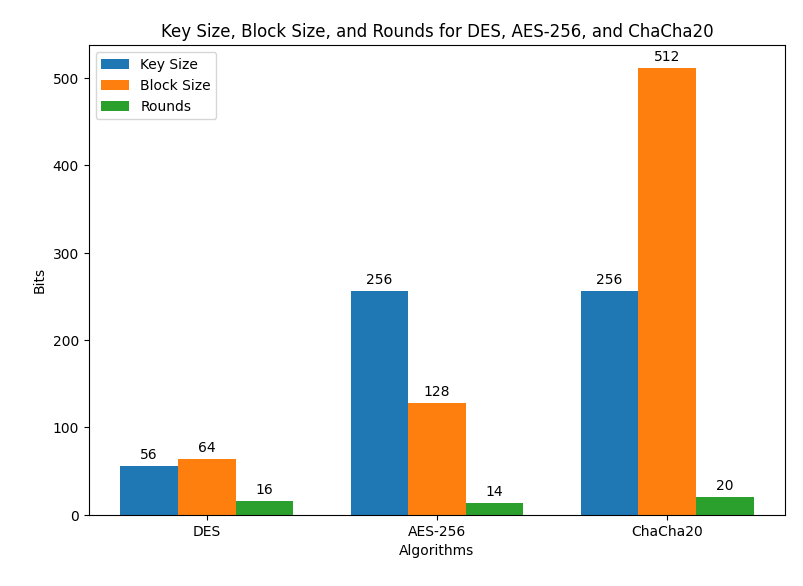 Key Size, Block Size, and Rounds for DES, AES-256, and ChaCha20
Key Size
Block Size
Rounds
Bits
500
400
300
200
100
0
56
64
16
256
128
14
256
512
20
DES
AES-256
ChaCha20
Algorithms